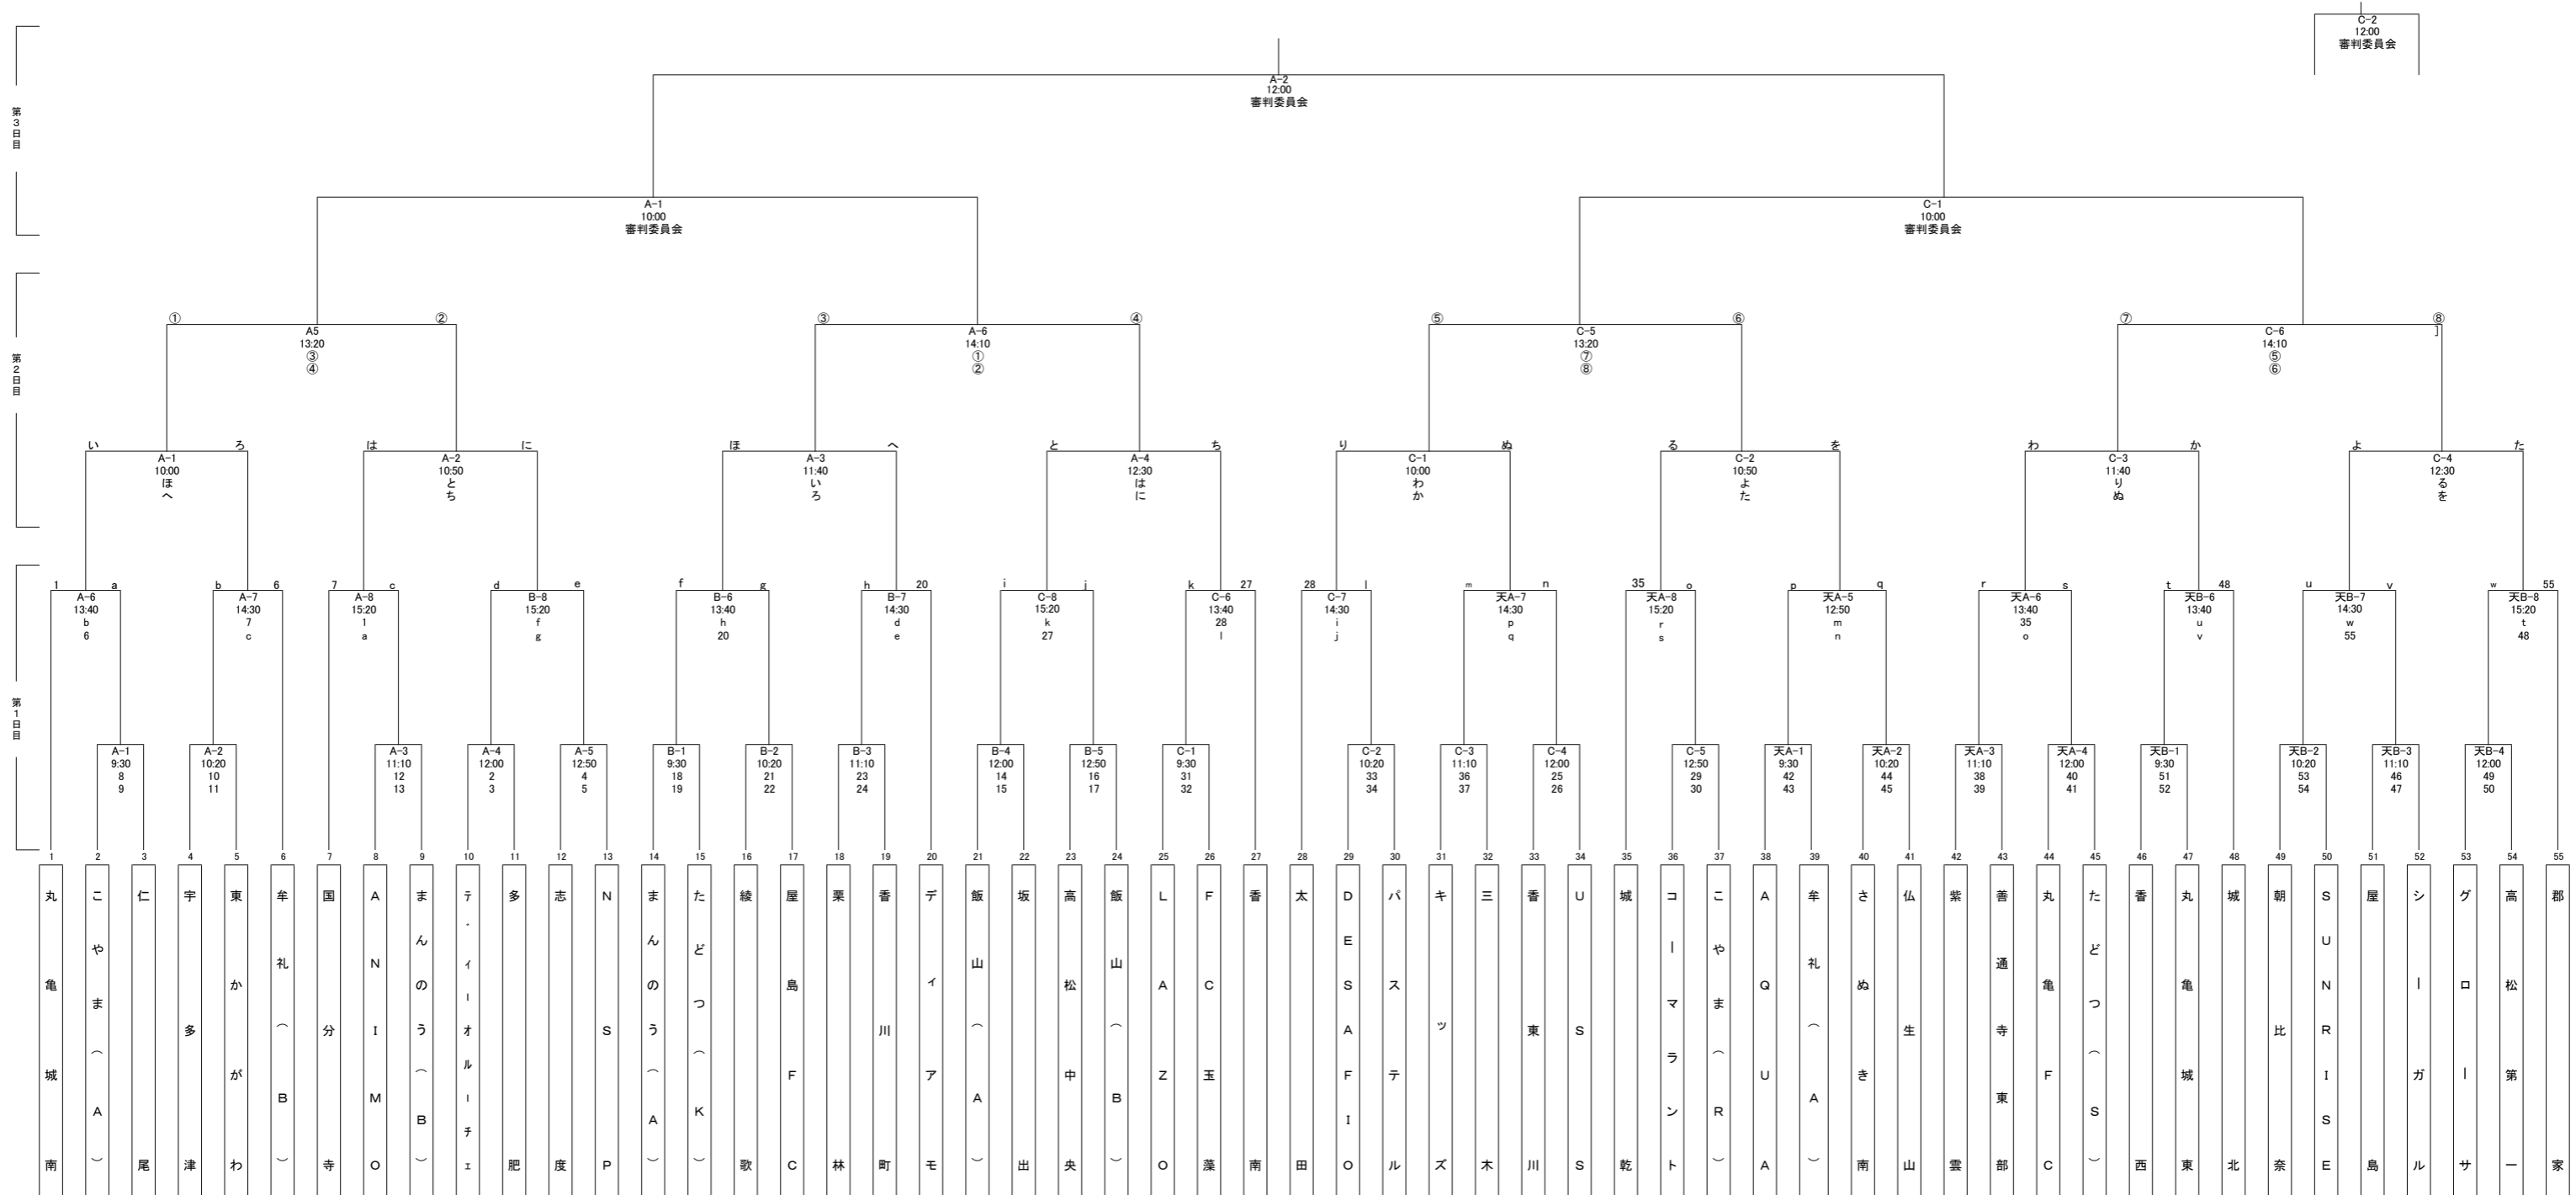 C-2
12:00
審判委員会
A-2
12:00
審判委員会
第3日目
A-1
10:00
審判委員会
C-1
10:00
審判委員会
第2日目
① ② ③ ④ ⑤ ⑥ ⑦ ⑧
A5 A-6 C-5 C-6 ]
13:20 14:10 13:20 14:10
③ ① ⑦ ⑤
④ ② ⑧ ⑥
い ろ は に ほ へ と ち り ぬ る を わ か よ た
A-1 A-2 A-3 A-4 C-1 C-2 C-3 C-4
10:00 10:50 11:40 12:30 10:00 10:50 11:40 12:30
ほ と い は わ よ り る
へ ち ろ に か た ぬ を
第1日目
1 a b 6 7 c d e f g h 20 i j k 27 28 l m n 35 o p q r s t 48 u v w 55
A-6 A-7 A-8 B-8 B-6 B-7 C-8 C-6 C-7 天A-7 天A-8 天A-5 天A-6 天B-6 天B-7 天B-8
13:40 14:30 15:20 15:20 13:40 14:30 15:20 13:40 14:30 14:30 15:20 12:50 13:40 13:40 14:30 15:20
b 7 1 f h d k 28 i p r m 35 u w t
6 c a g 20 e 27 l j q s n o v 55 48
A-1 A-2 A-3 A-4 A-5 B-1 B-2 B-3 B-4 B-5 C-1 C-2 C-3 C-4 C-5 天A-1 天A-2 天A-3 天A-4 天B-1 天B-2 天B-3 天B-4
9:30 10:20 11:10 12:00 12:50 9:30 10:20 11:10 12:00 12:50 9:30 10:20 11:10 12:00 12:50 9:30 10:20 11:10 12:00 9:30 10:20 11:10 12:00
8 10 12 2 4 18 21 23 14 16 31 33 36 25 29 42 44 38 40 51 53 46 49
9 11 13 3 5 19 22 24 15 17 32 34 37 26 30 43 45 39 41 52 54 47 50
1 2 3 4 5 6 7 8 9 10 11 12 13 14 15 16 17 18 19 20 21 22 23 24 25 26 27 28 29 30 31 32 33 34 35 36 37 38 39 40 41 42 43 44 45 46 47 48 49 50 51 52 53 54 55
丸亀城南
こやま(A)
仁尾
宇多津
東かがわ
牟礼(B)
国分寺
ANIMO
まんのう(B)
ティーオルーチェ
多肥
志度
NSP
まんのう(A)
たどつ(K)
綾歌
屋島FC
栗林
香川町
ディアモ
飯山(A)
坂出
高松中央
飯山(B)
LAZO
FC玉藻
香南
太田
DESAFIO
パステル
キッズ
三木
香東川
USS
城乾
コーマラント
こやま(R)
AQUA
牟礼(A)
さぬき南
仏生山
紫雲
善通寺東部
丸亀FC
たどつ(S)
香西
丸亀城東
城北
朝比奈
SUNRISE
屋島
シーガル
グローサ
高松第一
郡家